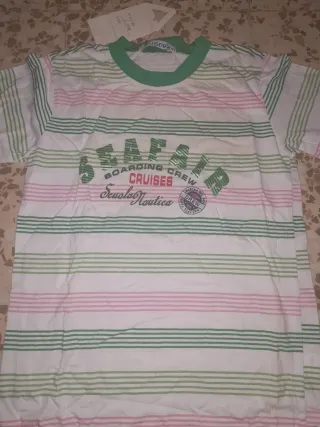 SEAFAIR
BOARDING CREW
CRUISES
Scuola Nautica